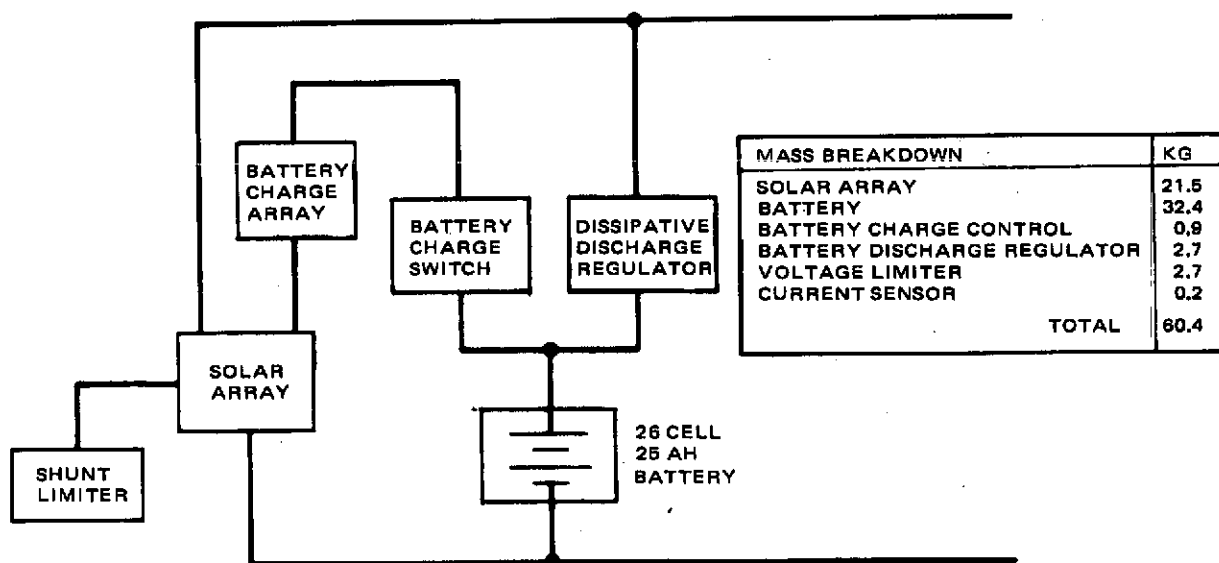 BATTERY
CHARGE
ARRAY
BATTERY
CHARGE
SWITCH
DISSIPATIVE
DISCHARGE
REGULATOR
SOLAR
ARRAY
SHUNT
LIMITER
26 CELL
25 AH
BATTERY
MASS BREAKDOWN KG
SOLAR ARRAY 21.5
BATTERY 32.4
BATTERY CHARGE CONTROL 0.9
BATTERY DISCHARGE REGULATOR 2.7
VOLTAGE LIMITER 2.7
CURRENT SENSOR 0.2
TOTAL 60.4